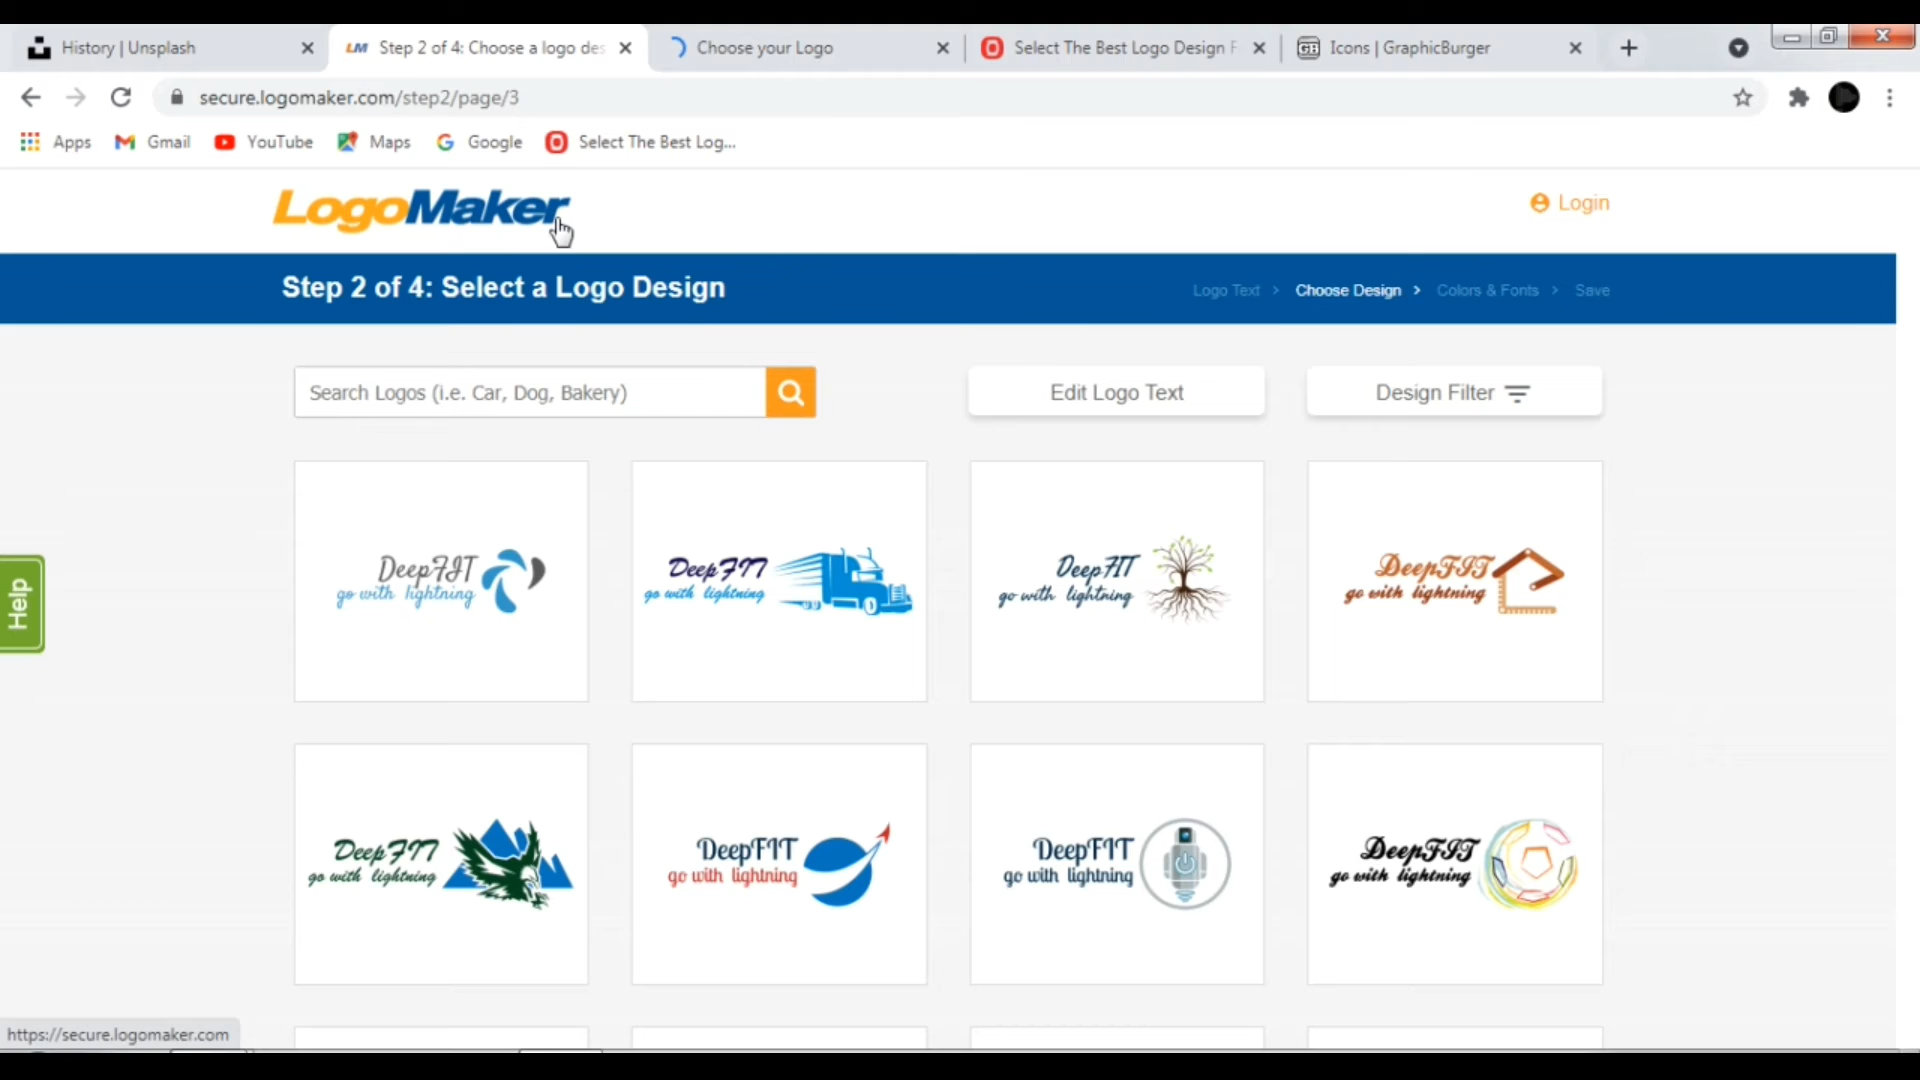 History | Unsplash
LM Step 2 of 4: Choose a logo des
Choose your Logo
Select The Best Logo Design F
GB Icons | GraphicBurger
secure.logomaker.com/step2/page/3
Apps
Gmail
YouTube
Maps
Google
Select The Best Log...
LogoMaker
Login
Step 2 of 4: Select a Logo Design
Logo Text > Choose Design > Colors & Fonts > Save
Search Logos (i.e. Car, Dog, Bakery)
Edit Logo Text
Design Filter
Help
DeepFIT
go with lightning
DeepFIT
go with lightning
DeepFIT
go with lightning
DeepFIT
go with lightning
DeepFIT
go with lightning
DeepFIT
go with lightning
DeepFIT
go with lightning
DeepFIT
go with lightning
https://secure.logomaker.com